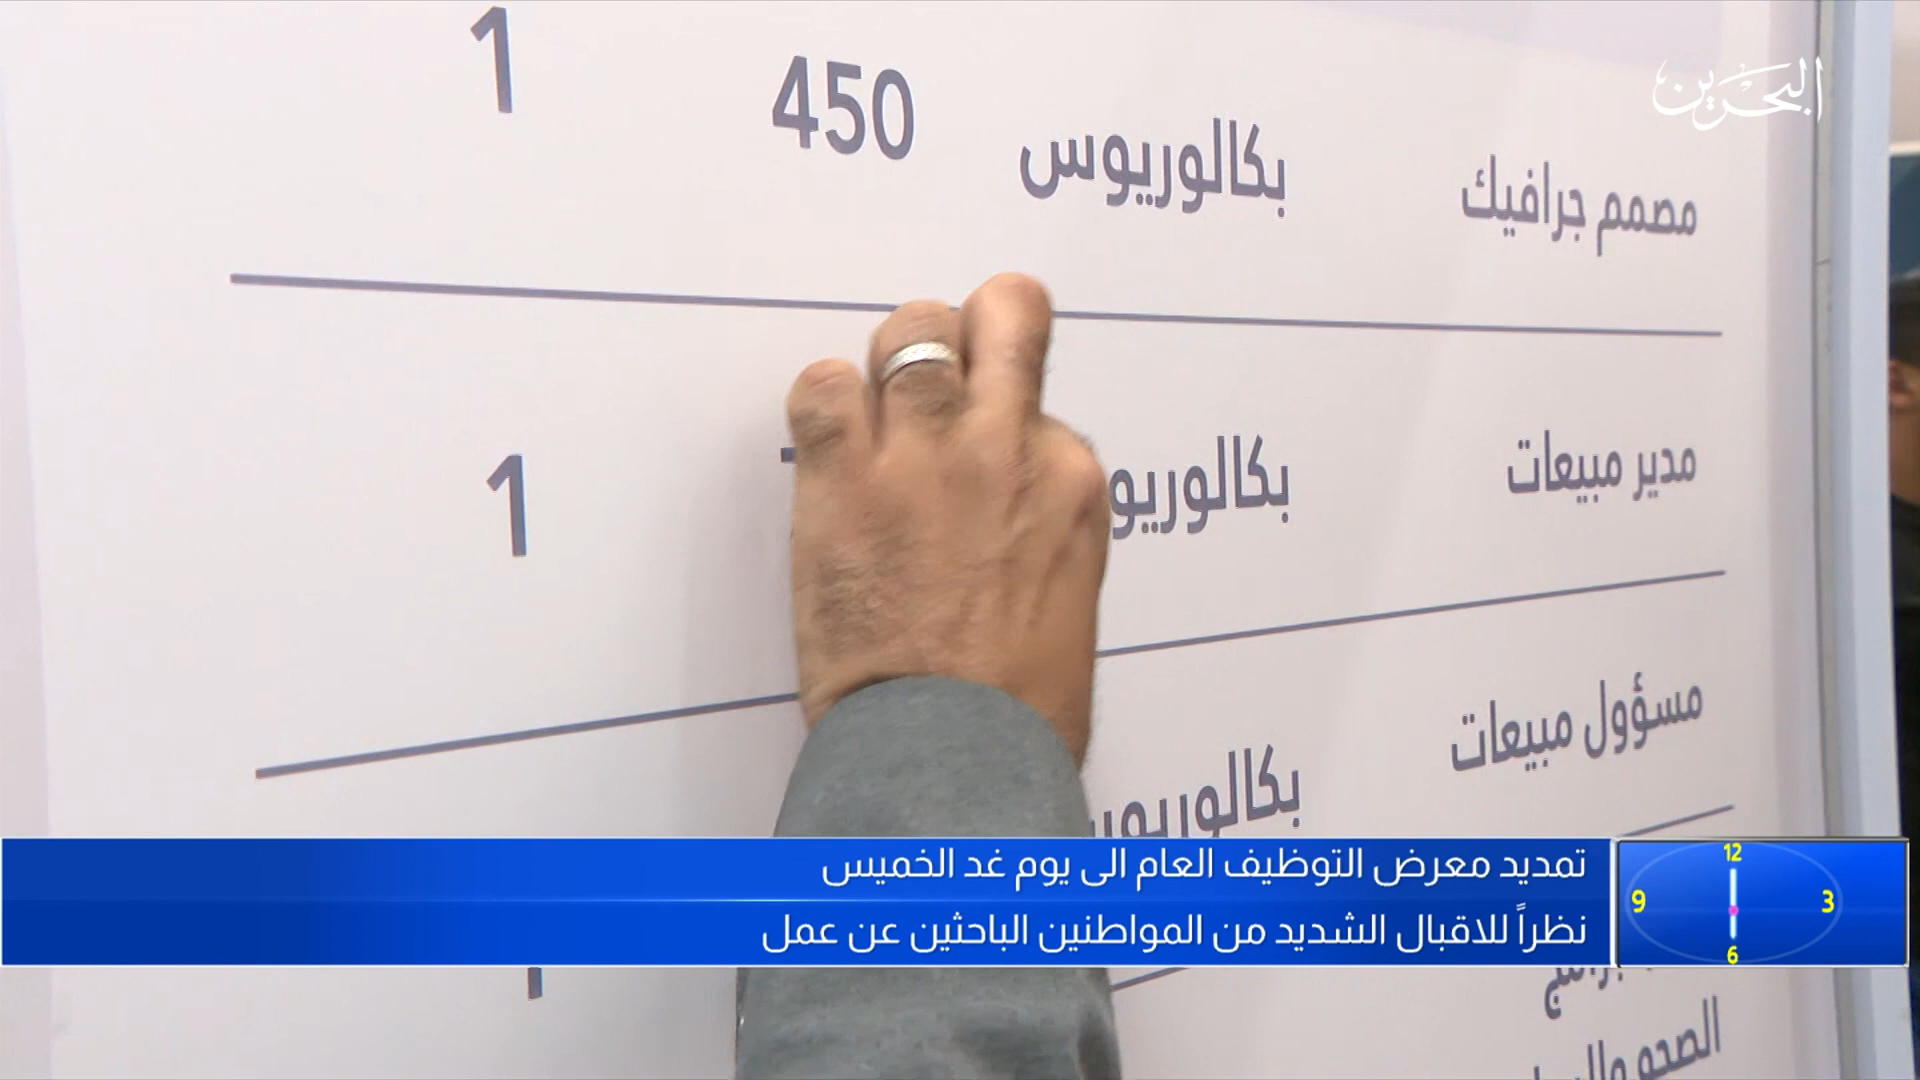 البحرين
مصمم جرافيك بكالوريوس 450 1
مدير مبيعات 1
مسؤول مبيعات
تمديد معرض التوظيف العام الى يوم غد الخميس
نظراً للاقبال الشديد من المواطنين الباحثين عن عمل
12
9 3
6